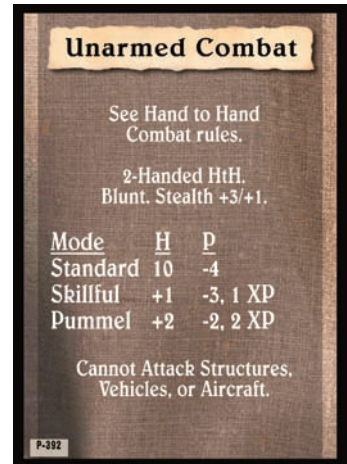 Unarmed Combat
See Hand to Hand
Combat rules.
2-Handed HtH.
Blunt. Stealth +3/+1.
Mode H P
Standard 10 -4
Skillful +1 -3, 1 XP
Pummel +2 -2, 2 XP
Cannot Attack Structures,
Vehicles, or Aircraft.
P-392